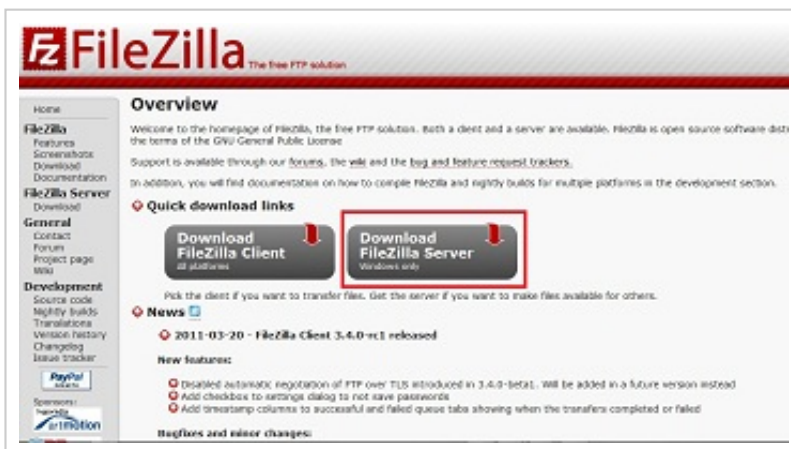 FileZilla The free FTP solution
Home
FileZilla
Features
Screenshots
Download
Documentation
FileZilla Server
Download
General
Contact
Forum
Project page
Wiki
Development
Source code
Nightly builds
Translations
Version history
Changelog
Issue tracker
PayPal
Sponsors:
artmotion
Overview
Welcome to the homepage of FileZilla, the free FTP solution. Both a client and a server are available. FileZilla is open source software distr
the terms of the GNU General Public License
Support is available through our forums, the wiki and the bug and feature request trackers.
In addition, you will find documentation on how to compile FileZilla and nightly builds for multiple platforms in the development section.
Quick download links
Download
FileZilla Client
All platforms
Download
FileZilla Server
Windows only
Pick the client if you want to transfer files. Get the server if you want to make files available for others.
News
2011-03-20 - FileZilla Client 3.4.0-rc1 released
New features:
Disabled automatic negotiation of FTP over TLS introduced in 3.4.0-beta1. Will be added in a future version instead
Add checkbox to settings dialog to not save passwords
Add timestamp columns to successful and failed queue tabs showing when the transfers completed or failed
Bugfixes and minor changes: